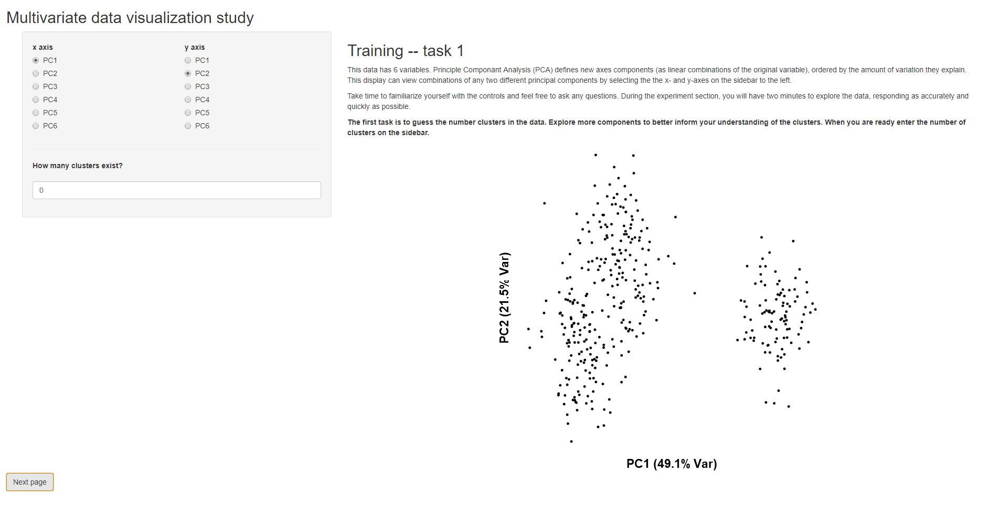 Multivariate data visualization study
x axis
PC1
PC2
PC3
PC4
PC5
PC6
y axis
PC1
PC2
PC3
PC4
PC5
PC6
How many clusters exist?
0
Next page
Training -- task 1
This data has 6 variables. Principle Componant Analysis (PCA) defines new axes components (as linear combinations of the original variable), ordered by the amount of variation they explain.
This display can view combinations of any two different principal components by selecting the the x- and y-axes on the sidebar to the left.
Take time to familiarize yourself with the controls and feel free to ask any questions. During the experiment section, you will have two minutes to explore the data, responding as accurately and
quickly as possible.
The first task is to guess the number clusters in the data. Explore more components to better inform your understanding of the clusters. When you are ready enter the number of
clusters on the sidebar.
PC2 (21.5% Var)
PC1 (49.1% Var)